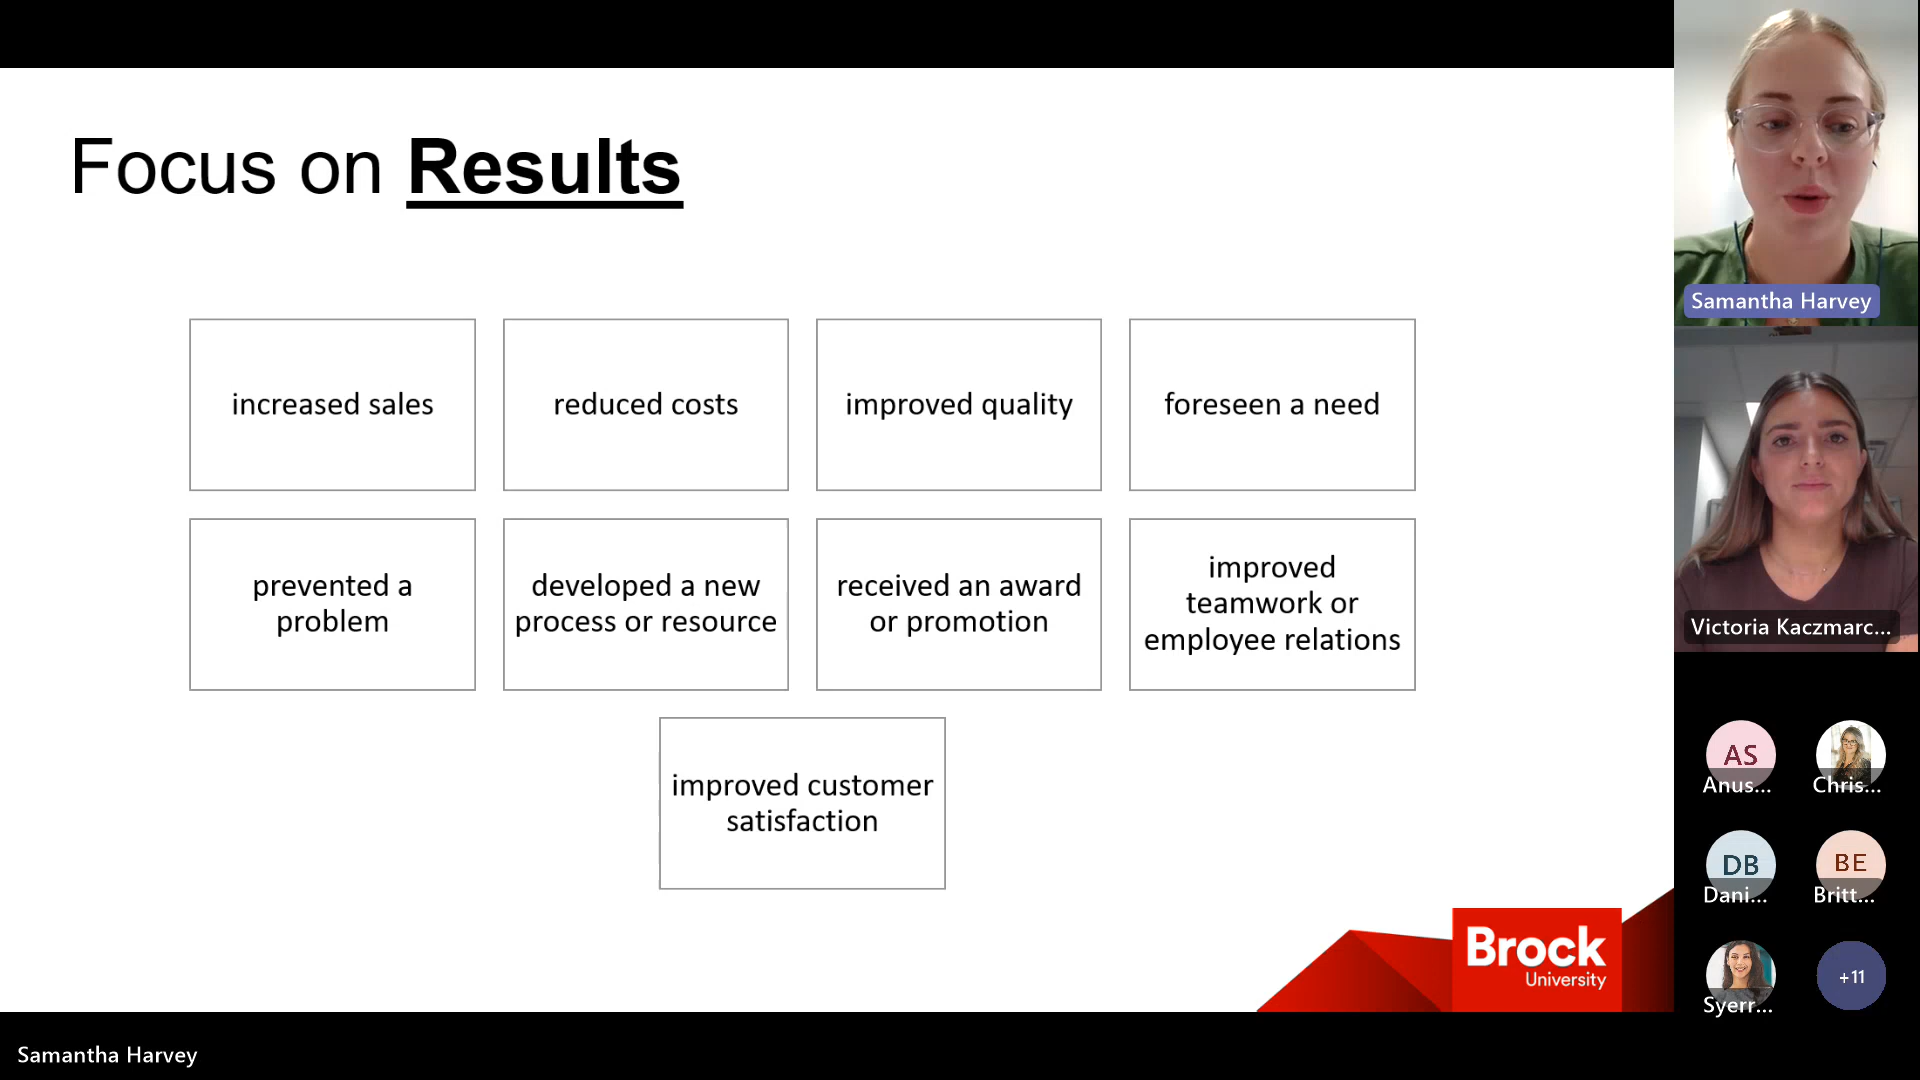 Focus on Results
increased sales
reduced costs
improved quality
foreseen a need
prevented a
problem
developed a new
process or resource
received an award
or promotion
improved
teamwork or
employee relations
improved customer
satisfaction
Brock
University
Samantha Harvey
Victoria Kaczmarc...
AS
Anus...
Chris...
DB
Dani...
BE
Britt...
Syerr...
+11
Samantha Harvey